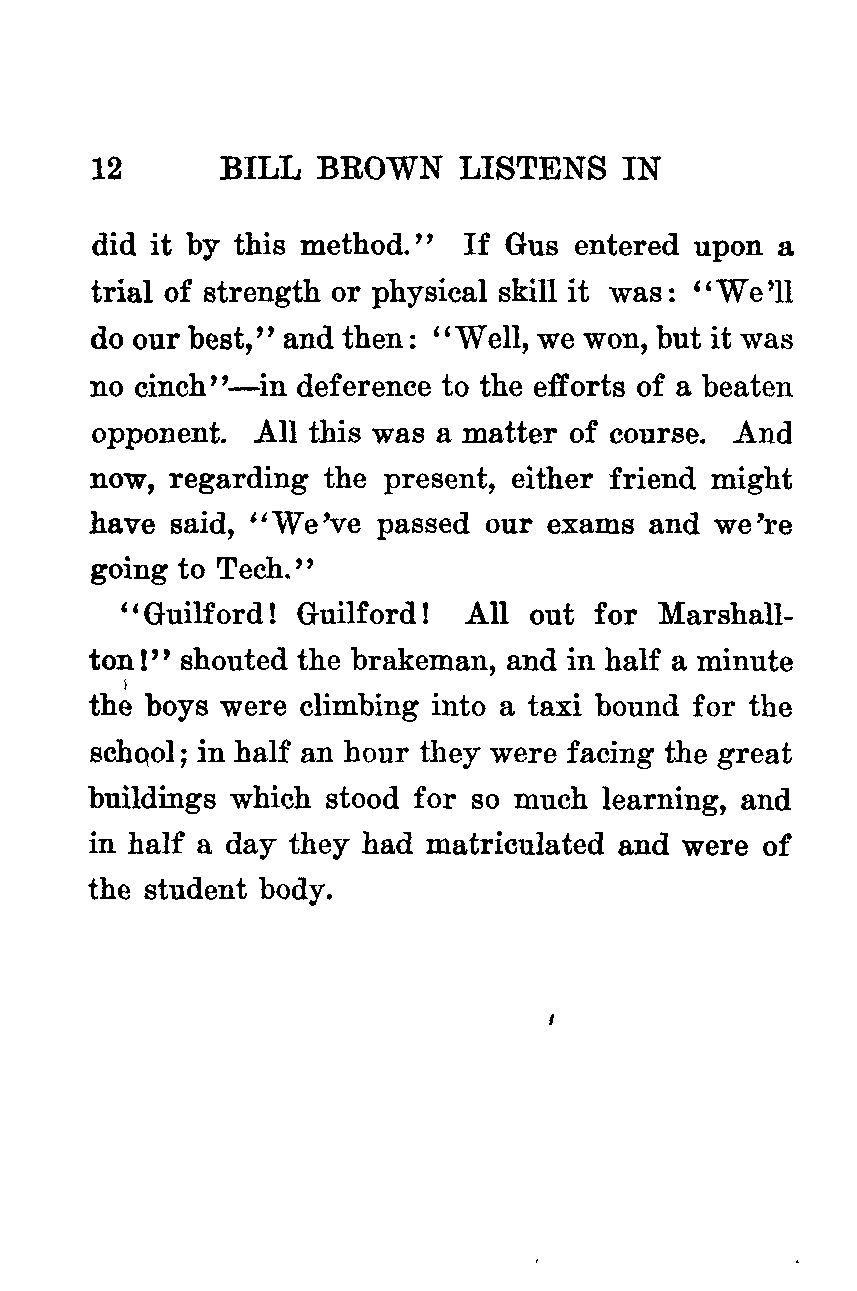 12 BILL BROWN LISTENS IN
did it by this method." If Gus entered upon a
trial of strength or physical skill it was: "We'll
do our best," and then: "Well, we won, but it was
no cinch"—in deference to the efforts of a beaten
opponent. All this was a matter of course. And
now, regarding the present, either friend might
have said, "We've passed our exams and we're
going to Tech."
"Guilford! Guilford! All out for Marshall-
ton!" shouted the brakeman, and in half a minute
the boys were climbing into a taxi bound for the
school; in half an hour they were facing the great
buildings which stood for so much learning, and
in half a day they had matriculated and were of
the student body.